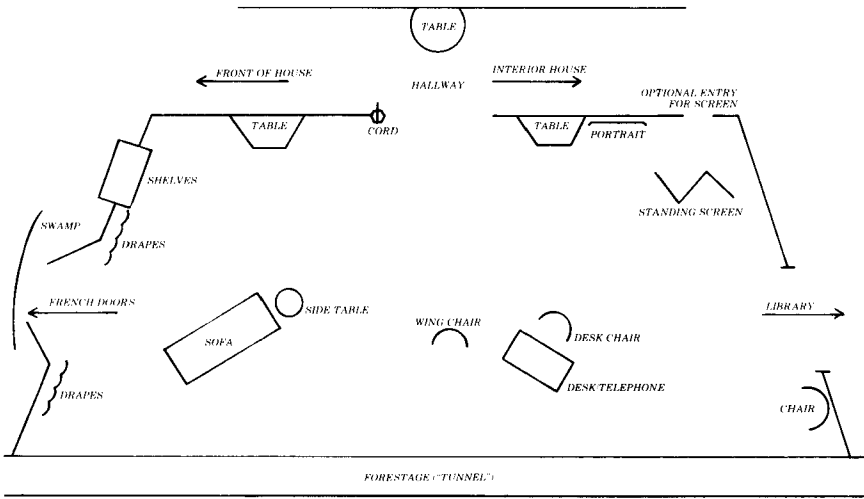 TABLE
FRONT OF HOUSE
INTERIOR HOUSE
HALLWAY
OPTIONAL ENTRY
FOR SCREEN
TABLE
CORD
TABLE
PORTRAIT
SHELVES
STANDING SCREEN
SWAMP
DRAPES
FRENCH DOORS
SIDE TABLE
LIBRARY
WING CHAIR
SOFA
DESK CHAIR
DESK/TELEPHONE
DRAPES
CHAIR
FORESTAGE ("TUNNEL")